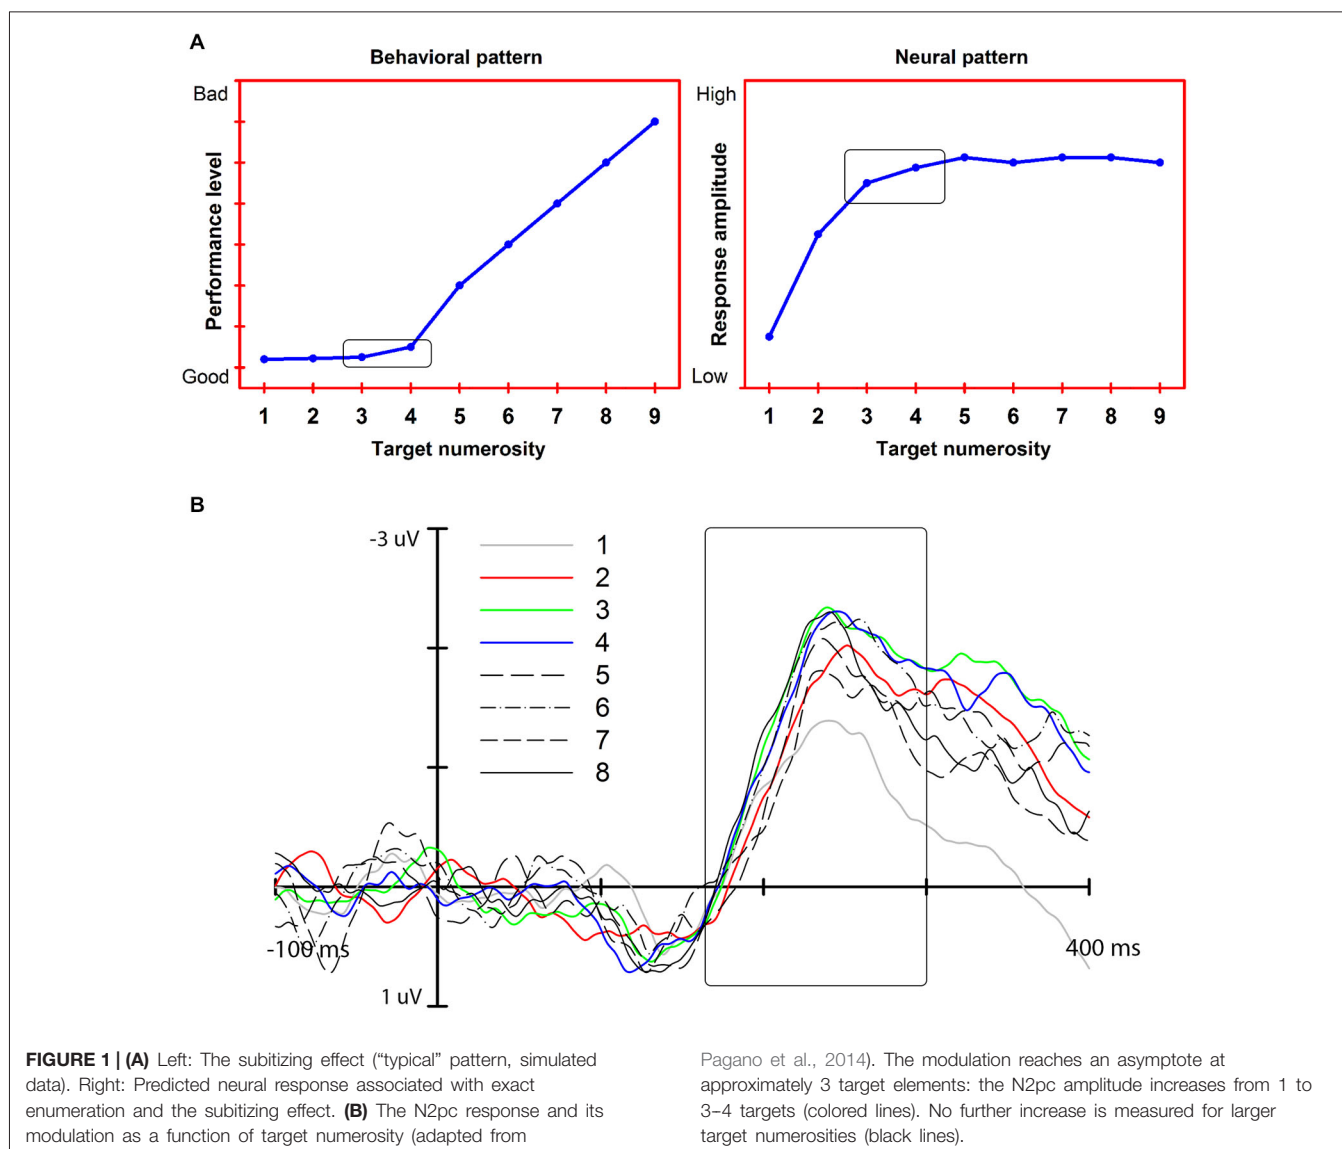 A
Behavioral pattern
Bad
Performance level
Good
1 2 3 4 5 6 7 8 9
Target numerosity
Neural pattern
High
Response amplitude
Low
1 2 3 4 5 6 7 8 9
Target numerosity
B
-3 uV
1
2
3
4
5
6
7
8
-100 ms
400 ms
1 uV
FIGURE 1 | (A) Left: The subitizing effect (“typical” pattern, simulated
data). Right: Predicted neural response associated with exact
enumeration and the subitizing effect. (B) The N2pc response and its
modulation as a function of target numerosity (adapted from
Pagano et al., 2014). The modulation reaches an asymptote at
approximately 3 target elements: the N2pc amplitude increases from 1 to
3–4 targets (colored lines). No further increase is measured for larger
target numerosities (black lines).